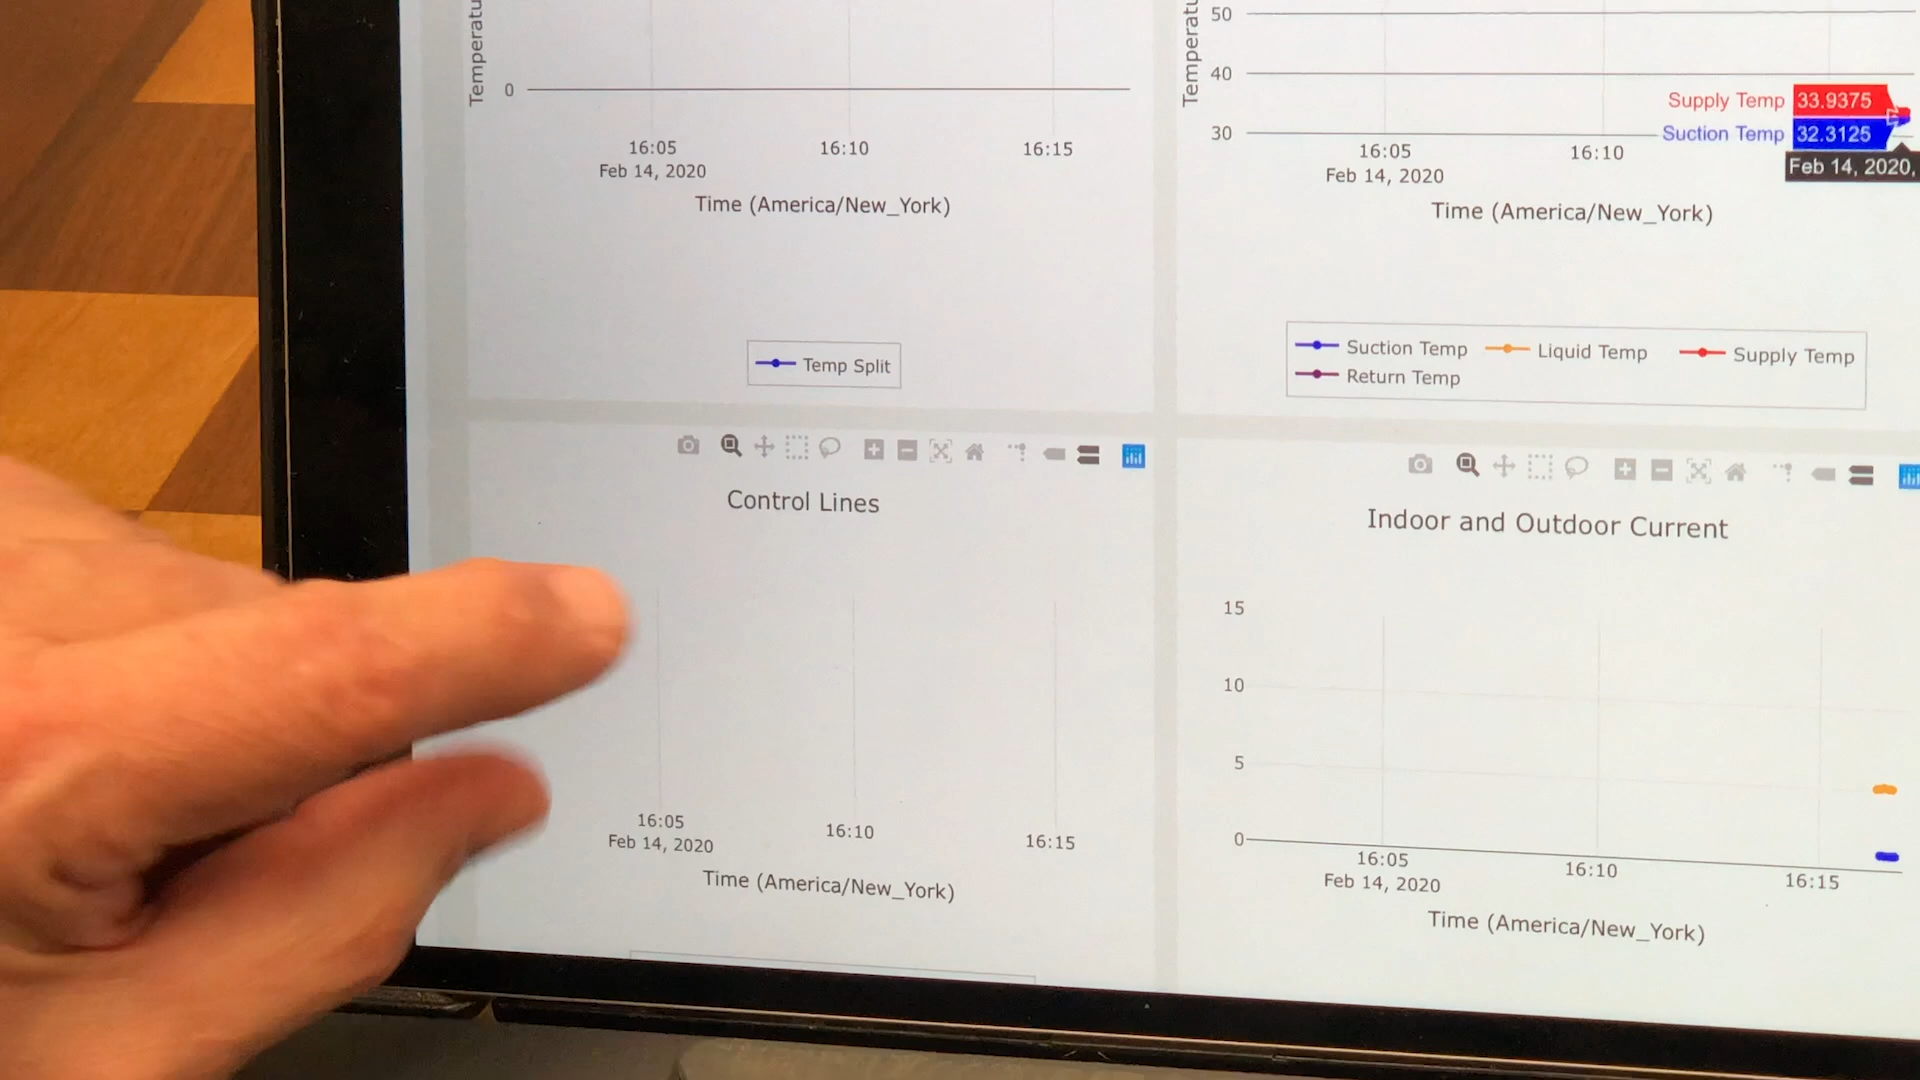 0
16:05 16:10 16:15
Feb 14, 2020
Time (America/New_York)
Temp Split
50
40
30
Supply Temp 33.9375
Suction Temp 32.3125
Feb 14, 2020,
16:05 16:10
Feb 14, 2020
Time (America/New_York)
Suction Temp Liquid Temp Supply Temp
Return Temp
Control Lines
16:05 16:10 16:15
Feb 14, 2020
Time (America/New_York)
Indoor and Outdoor Current
15
10
5
0
16:05 16:10 16:15
Feb 14, 2020
Time (America/New_York)